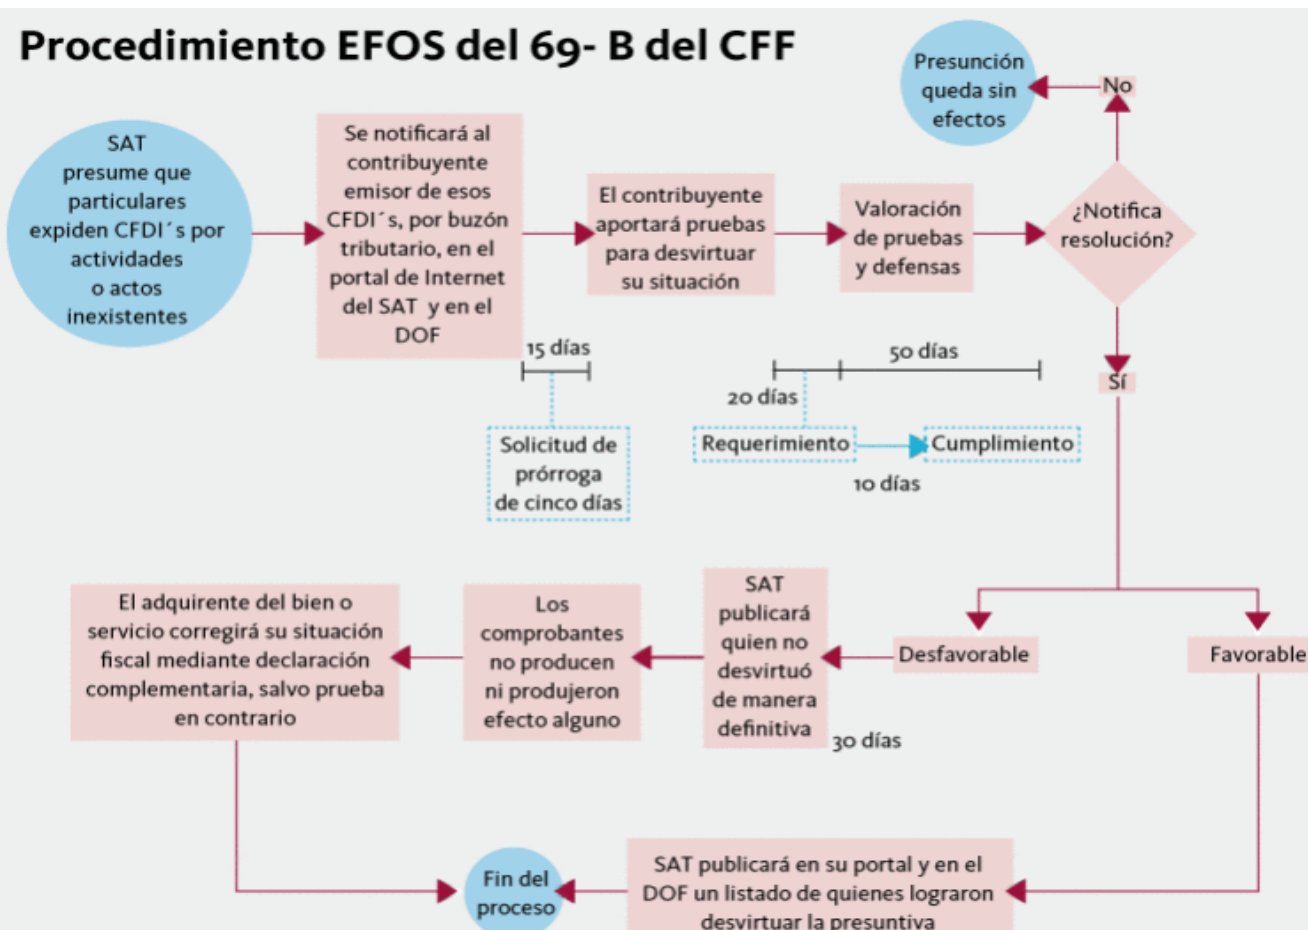 Procedimiento EFOS del 69- B del CFF
SAT
presume que
particulares
expiden CFDI´s por
actividades
o actos
inexistentes
Se notificará al
contribuyente
emisor de esos
CFDI´s, por buzón
tributario, en el
portal de Internet
del SAT y en el
DOF
El contribuyente
aportará pruebas
para desvirtuar
su situación
Valoración
de pruebas
y defensas
¿Notifica
resolución?
No
Presunción
queda sin
efectos
Sí
15 días
Solicitud de
prórroga
de cinco días
50 días
20 días
Requerimiento
Cumplimiento
10 días
Desfavorable
Favorable
SAT
publicará
quien no
desvirtuó
de manera
definitiva
30 días
Los
comprobantes
no producen
ni produjeron
efecto alguno
El adquirente del bien o
servicio corregirá su situación
fiscal mediante declaración
complementaria, salvo prueba
en contrario
Fin del
proceso
SAT publicará en su portal y en el
DOF un listado de quienes lograron
desvirtuar la presuntiva